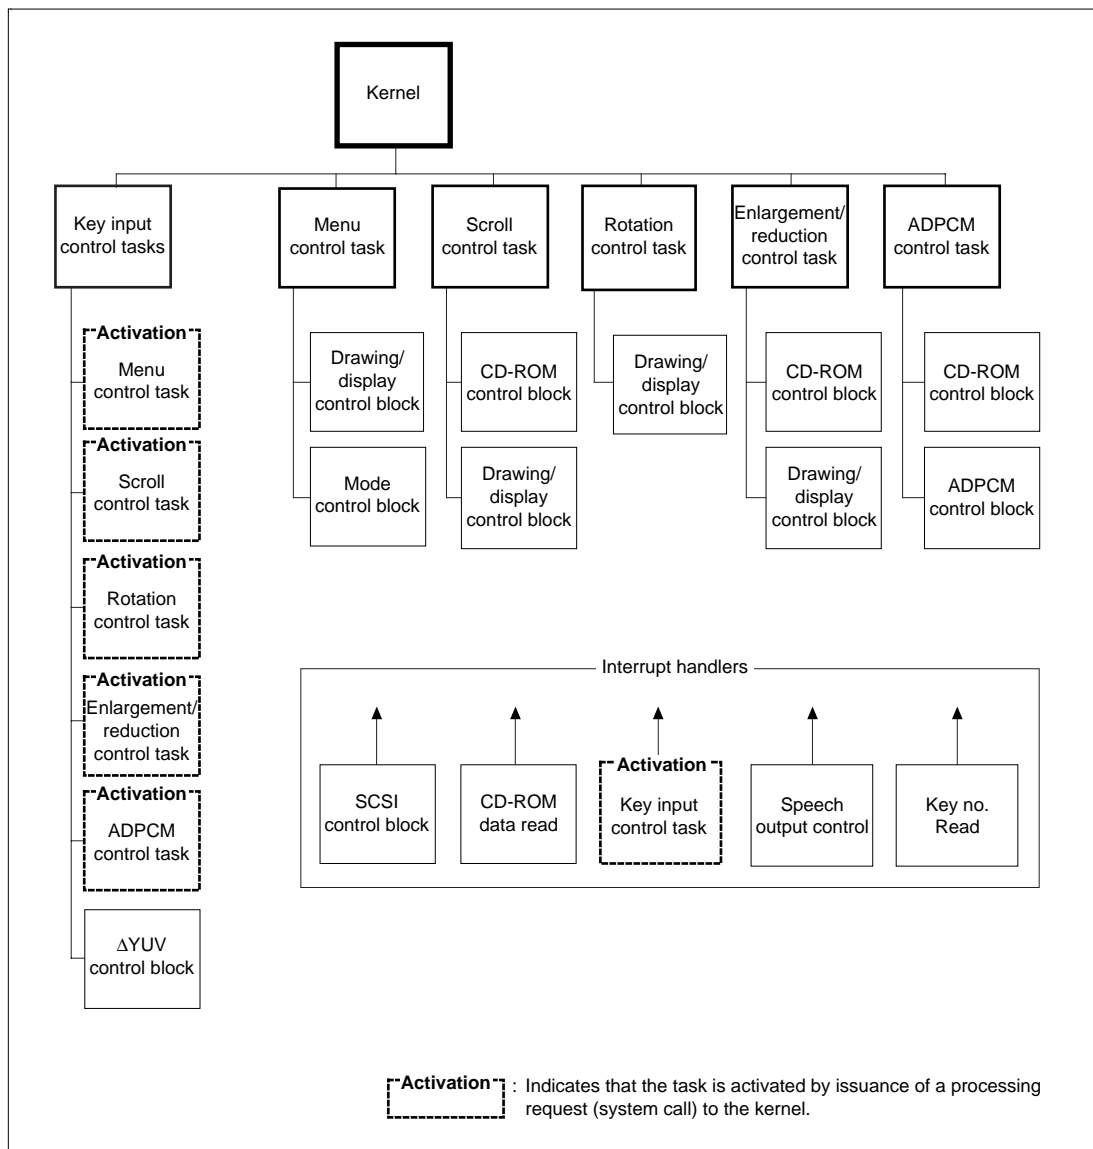 Kernel
Key input
control tasks
Menu
control task
Scroll
control task
Rotation
control task
Enlargement/
reduction
control task
ADPCM
control task
Activation
Menu
control task
Activation
Scroll
control task
Activation
Rotation
control task
Activation
Enlargement/
reduction
control task
Activation
ADPCM
control task
ΔYUV
control block
Drawing/
display
control block
Mode
control block
CD-ROM
control block
Drawing/
display
control block
Drawing/
display
control block
CD-ROM
control block
Drawing/
display
control block
CD-ROM
control block
ADPCM
control block
Interrupt handlers
SCSI
control block
CD-ROM
data read
Activation
Key input
control task
Speech
output control
Key no.
Read
Activation : Indicates that the task is activated by issuance of a processing
request (system call) to the kernel.